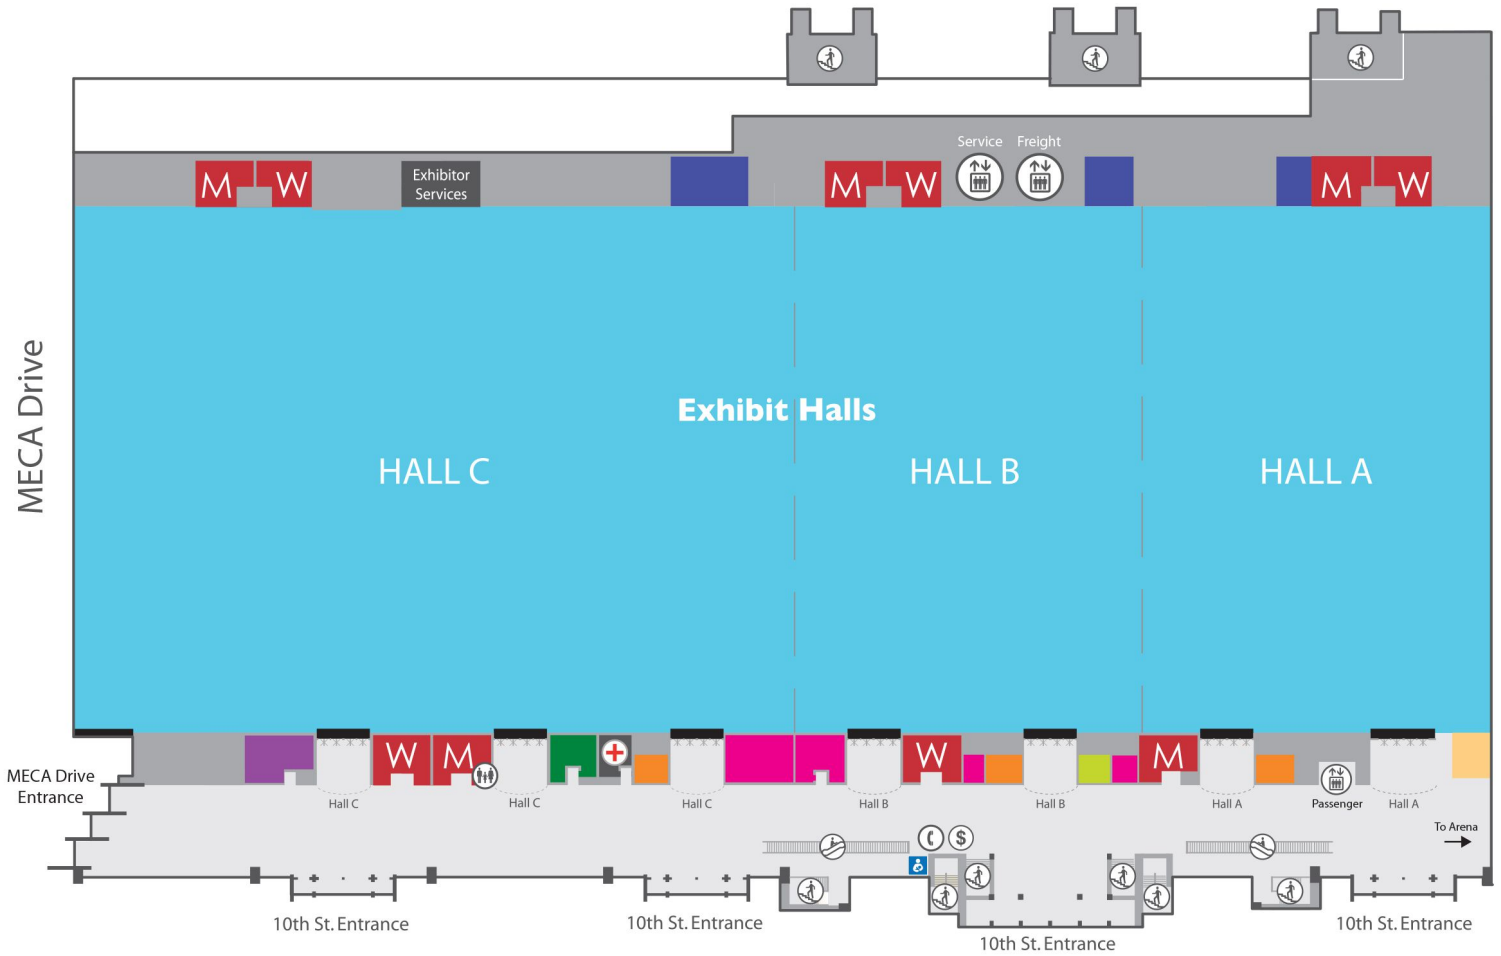 Service
Freight
M
W
Exhibitor
Services
M
W
M
W
MECA Drive
Exhibit Halls
HALL C
HALL B
HALL A
W
M
W
M
MECA Drive
Entrance
Hall C
Hall C
Hall C
Hall B
Hall B
Hall A
Passenger
Hall A
To Arena
$
10th St. Entrance
10th St. Entrance
10th St. Entrance
10th St. Entrance